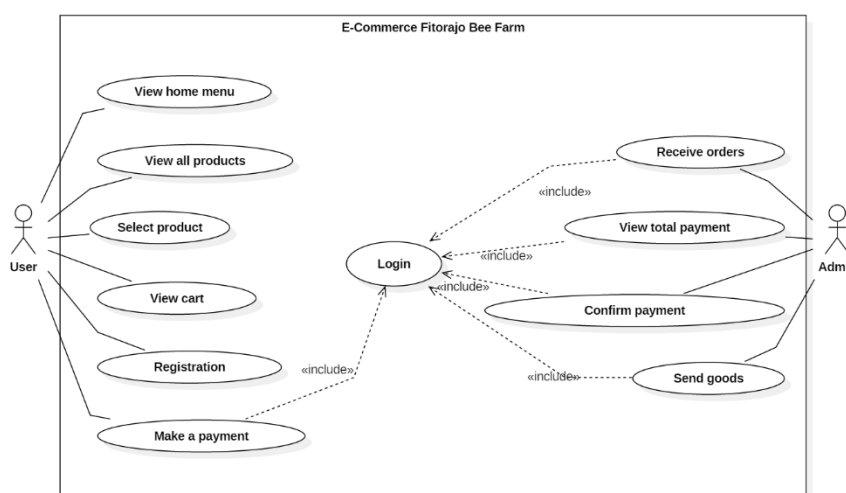 E-Commerce Fitorajo Bee Farm
View home menu
View all products
Select product
View cart
Registration
Make a payment
User
Login
Receive orders
View total payment
Confirm payment
Send goods
Adm
«include»
«include»
«include»
«include»
«include»